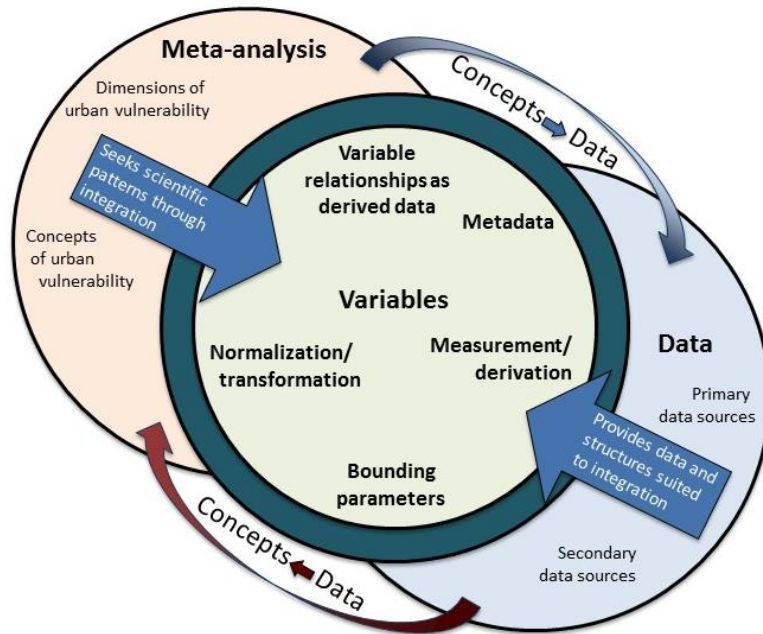 Meta-analysis
Dimensions of
urban vulnerability
Seeks scientific
patterns through
integration
Concepts
of urban
vulnerability
Concepts
Data
Variable
relationships as
derived data
Metadata
Variables
Normalization/
transformation
Measurement/
derivation
Bounding
parameters
Data
Primary
data sources
Provides data and
structures suited
to integration
Secondary
data sources
Concepts
Data